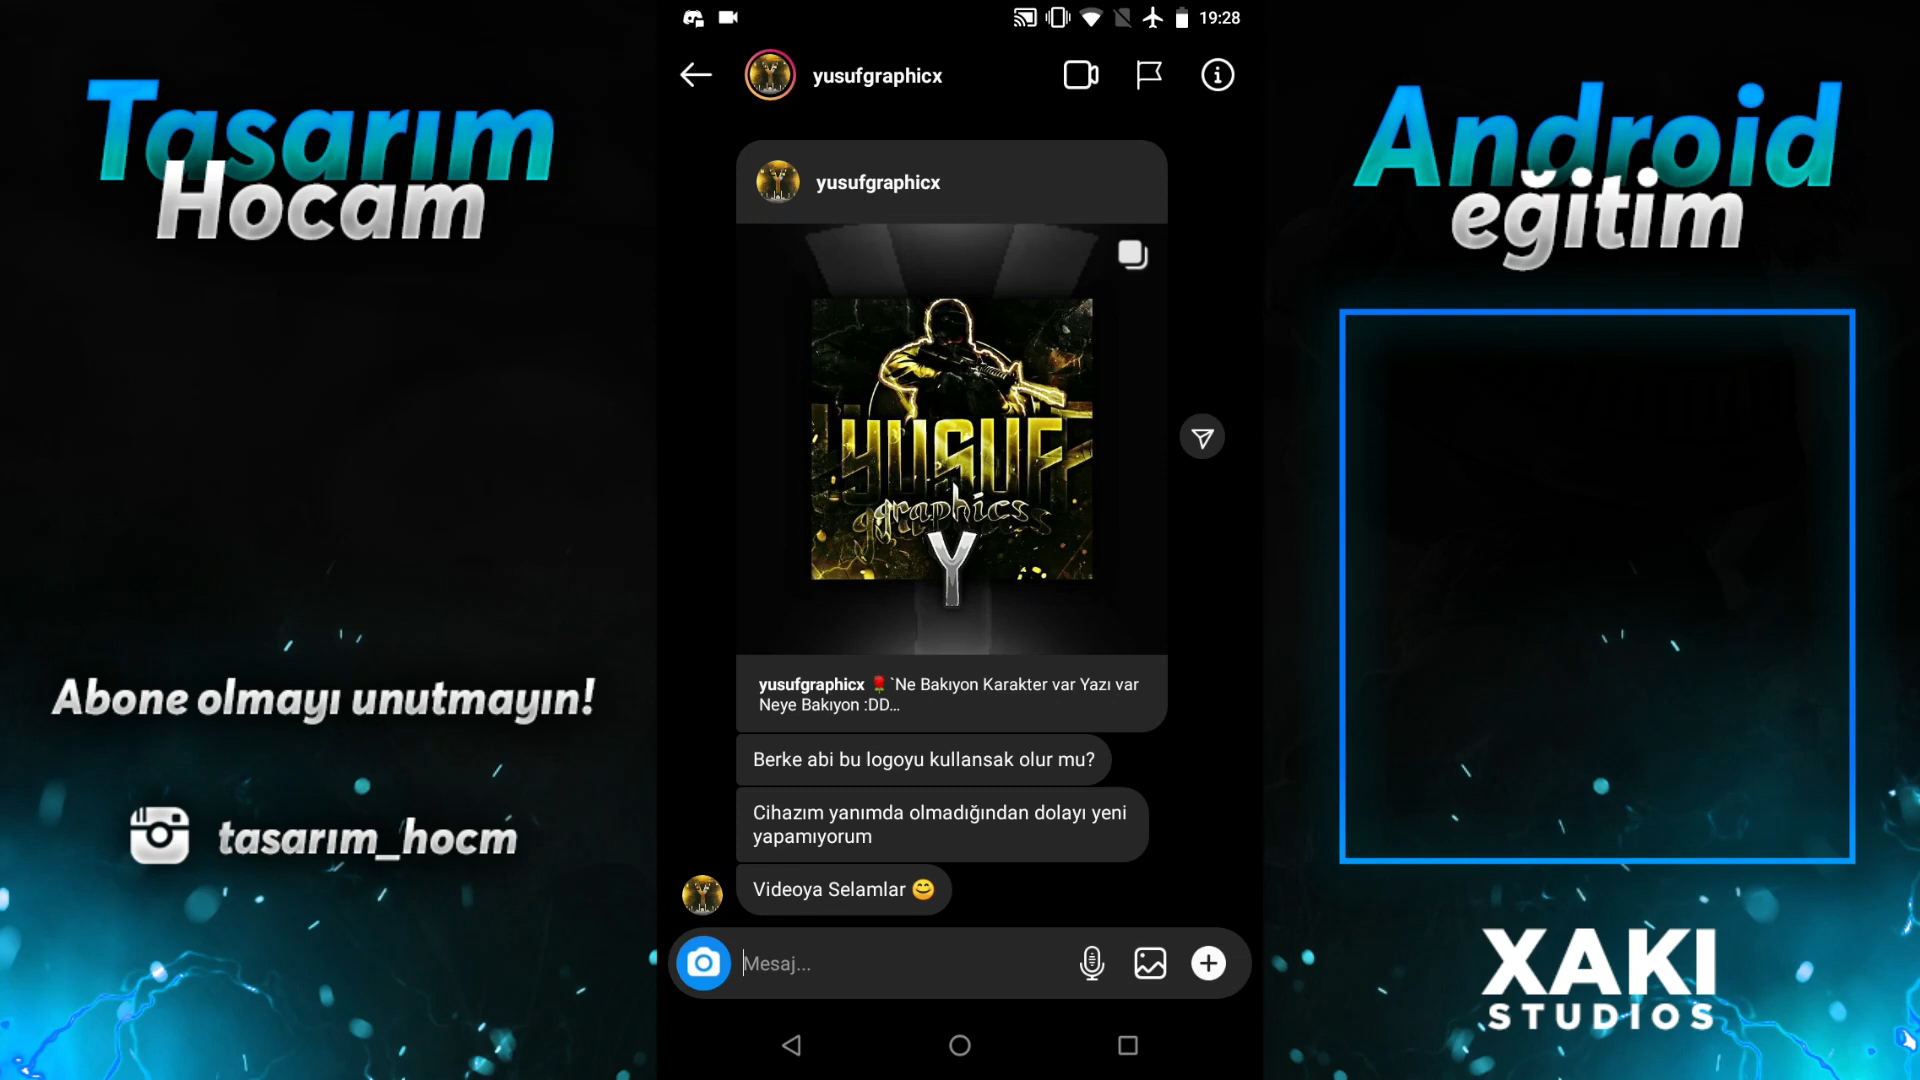 Tasarım
Hocam
Abone olmayı unutmayın!
tasarım_hocm
19:28
yusufgraphicx
yusufgraphicx
YUSUF
graphics
Y
yusufgraphicx 🌹`Ne Bakıyon Karakter var Yazı var
Neye Bakıyon :DD...
Berke abi bu logoyu kullansak olur mu?
Cihazım yanımda olmadığından dolayı yeni
yapamıyorum
Videoya Selamlar 😊
Mesaj...
Android
eğitim
XAKI
STUDIOS